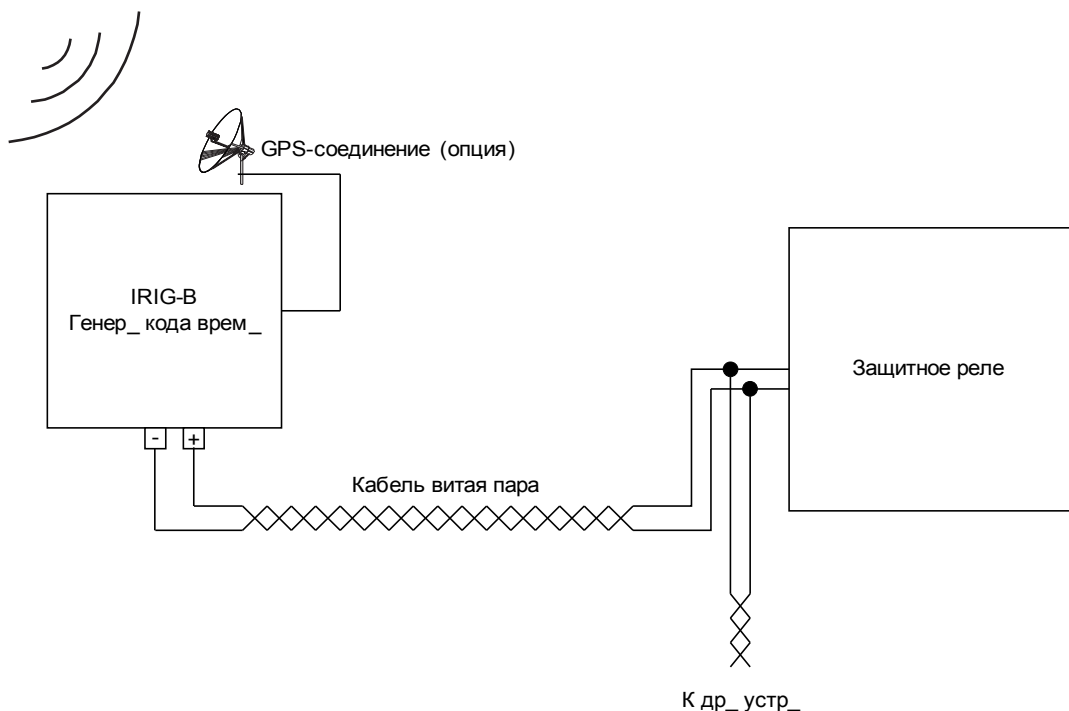 GPS-соединение (опция)
IRIG-B
Генер_ кода врем_
Защитное реле
- +
Кабель витая пара
К др_ устр_